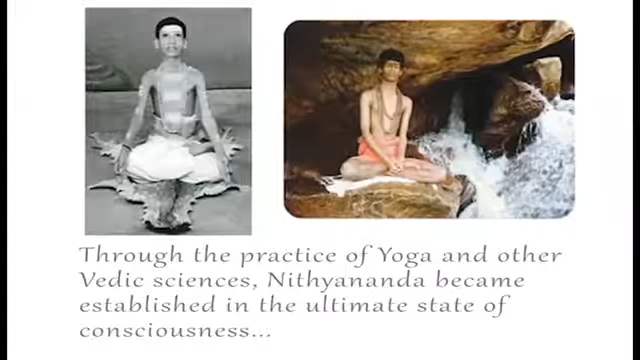 Through the practice of Yoga and other
Vedic sciences, Nithyananda became
established in the ultimate state of
consciousness...